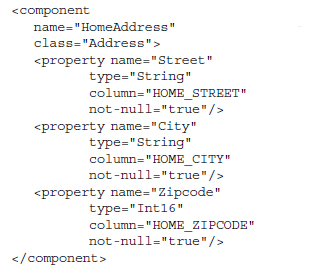 <component
name="HomeAddress"
class="Address">
<property name="Street"
type="String"
column="HOME_STREET"
not-null="true"/>
<property name="City"
type="String"
column="HOME_CITY"
not-null="true"/>
<property name="Zipcode"
type="Int16"
column="HOME_ZIPCODE"
not-null="true"/>
</component>